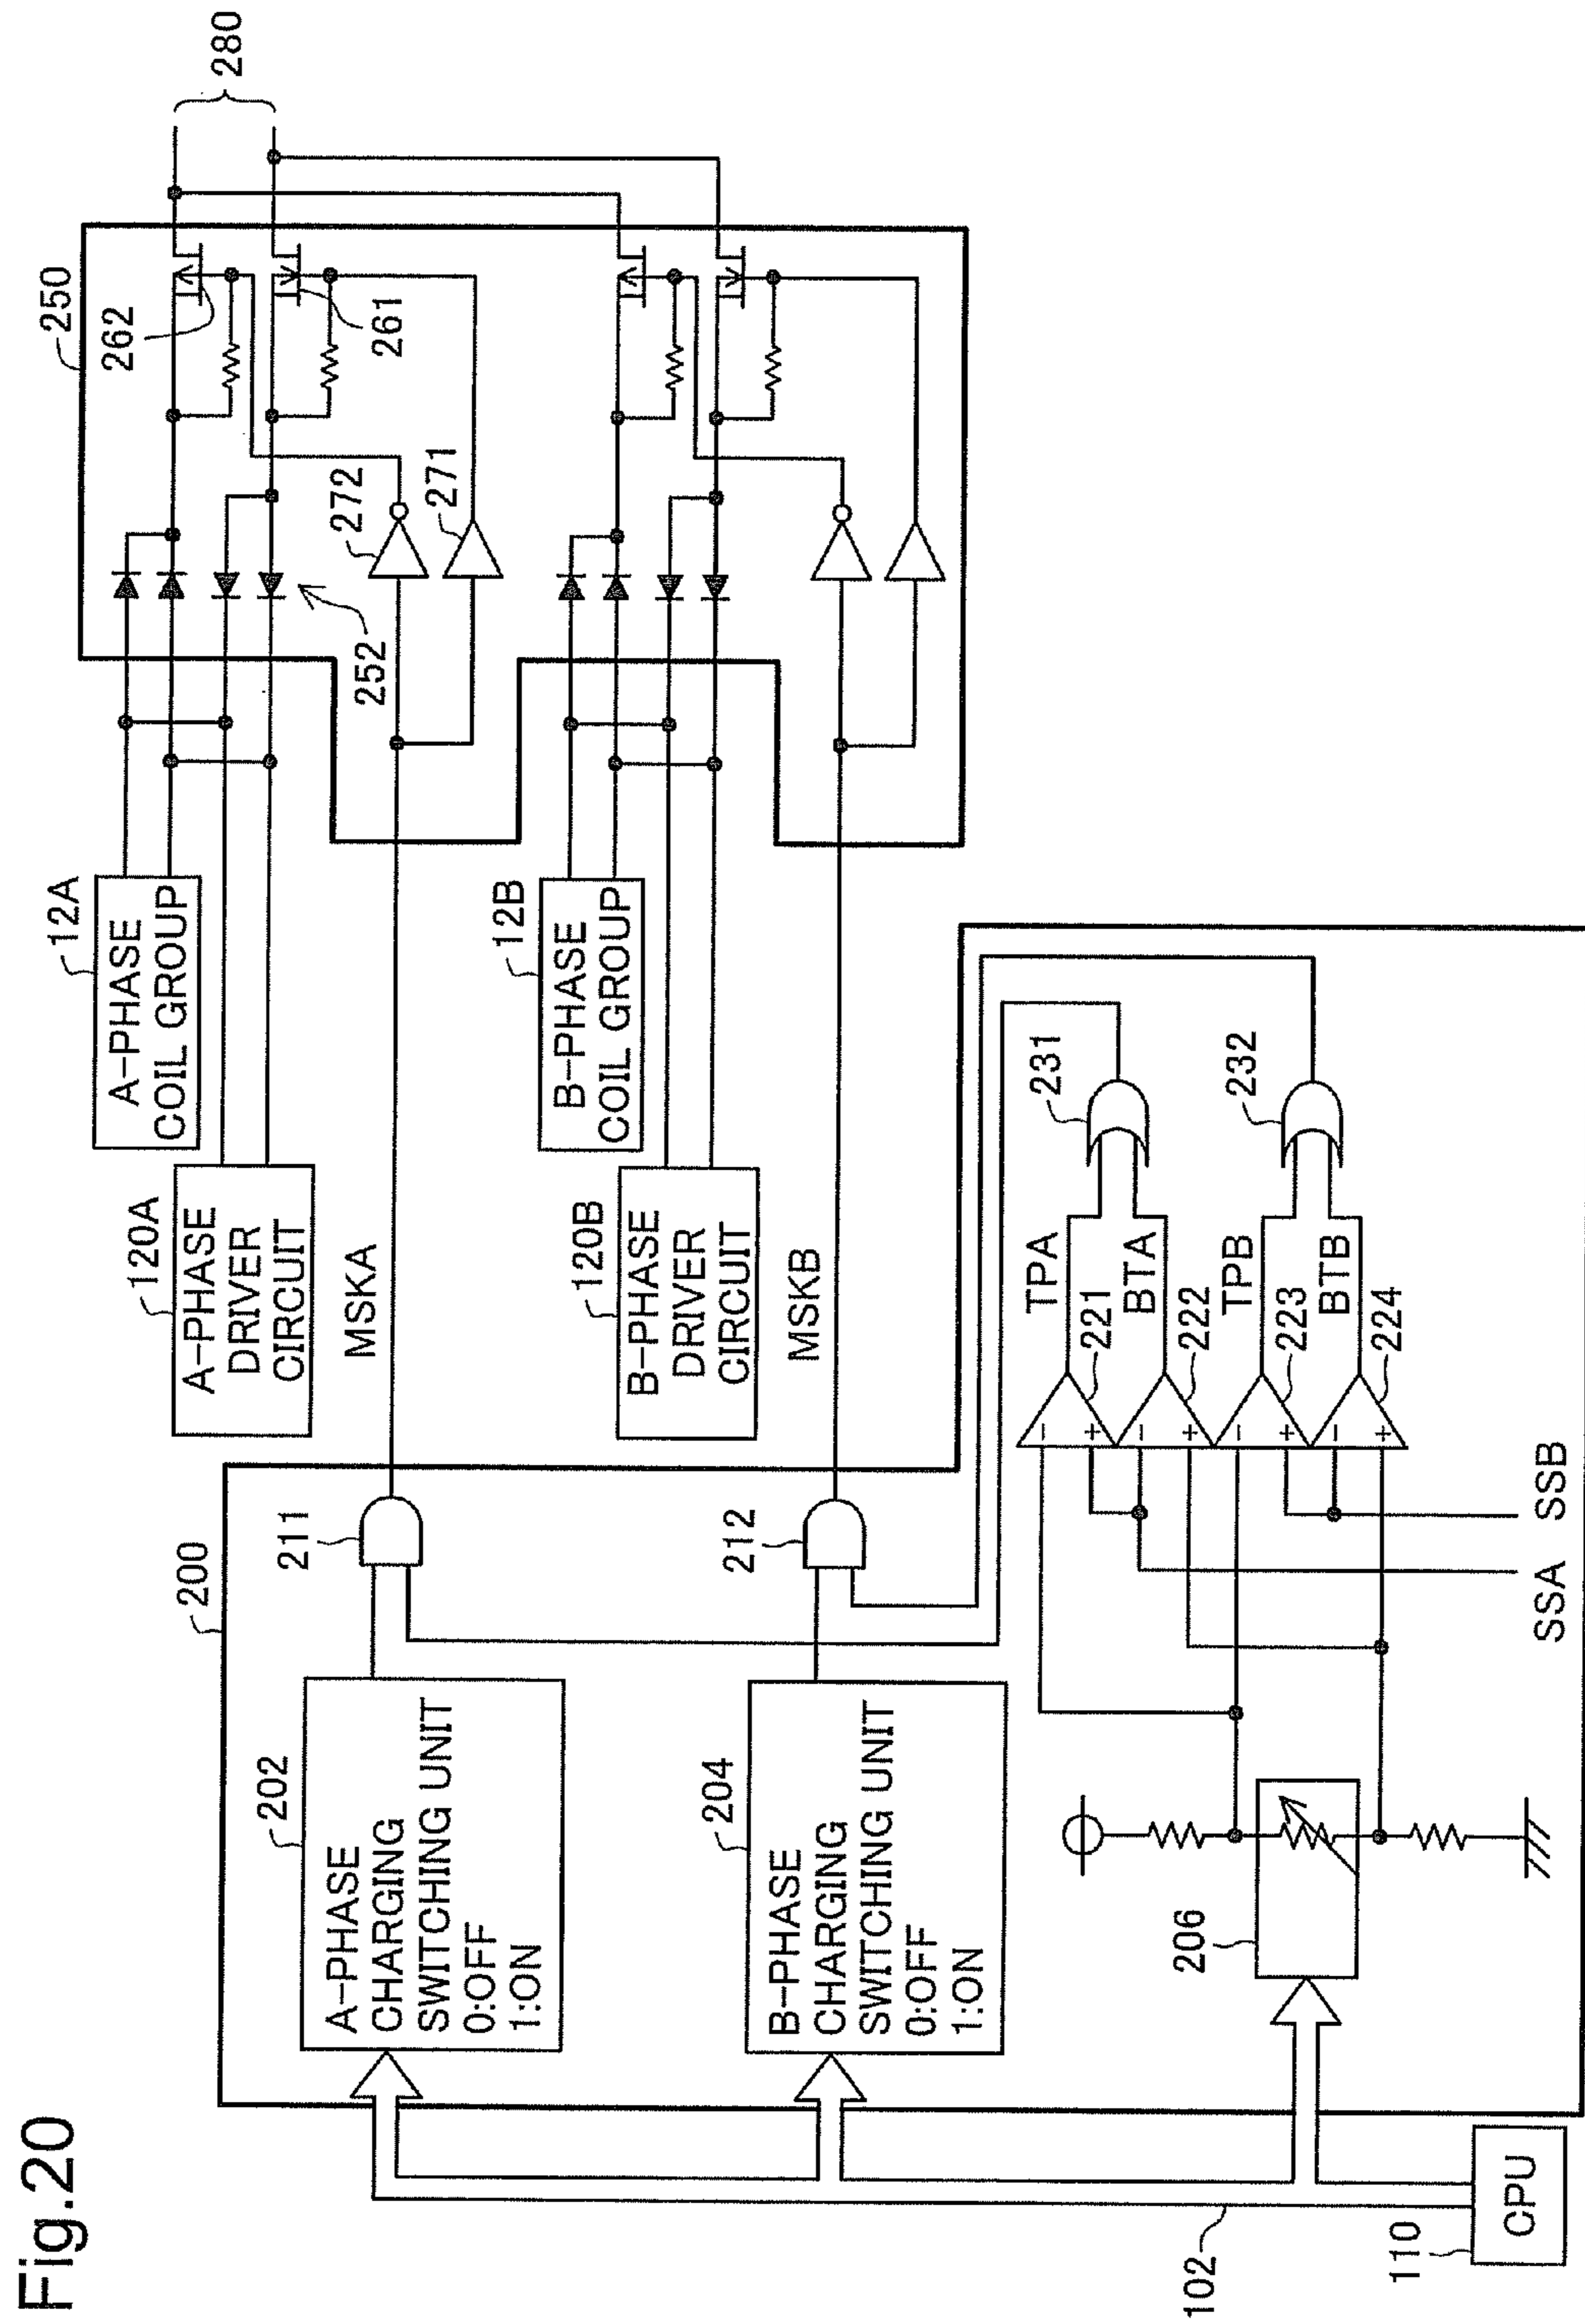 Fig.20
200
202
A-PHASE
CHARGING
SWITCHING UNIT
0:OFF
1:ON
204
B-PHASE
CHARGING
SWITCHING UNIT
0:OFF
1:ON
206
102
110
CPU
211
212
MSKA
MSKB
120A
A-PHASE
DRIVER
CIRCUIT
12A
A-PHASE
COIL GROUP
120B
B-PHASE
DRIVER
CIRCUIT
12B
B-PHASE
COIL GROUP
SSA
SSB
-
+
-
+
-
+
-
+
221
222
223
224
TPA
BTA
TPB
BTB
231
232
250
252
272
271
262
261
280